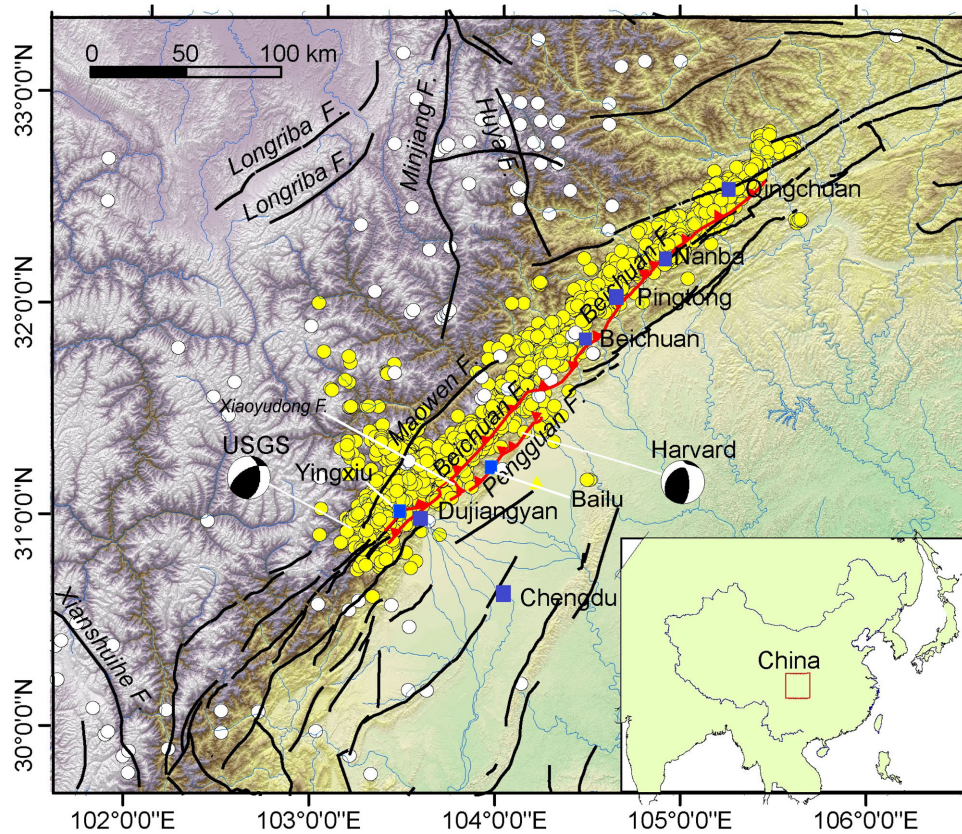 0 50 100 km
33°0'0"N
32°0'0"N
31°0'0"N
30°0'0"N
Longriba F.
Longriba F.
Minjiang F.
Huya F.
Qingchuan
Nanba
Beichuan F.
Pingtong
Beichuan
Maowen F.
Xiaoyudong F.
Beichuan F.
Pengguan F.
USGS
Harvard
Yingxiu
Bailu
Dujiangyan
Chengdu
Xianshuihe F.
China
102°0'0"E 103°0'0"E 104°0'0"E 105°0'0"E 106°0'0"E